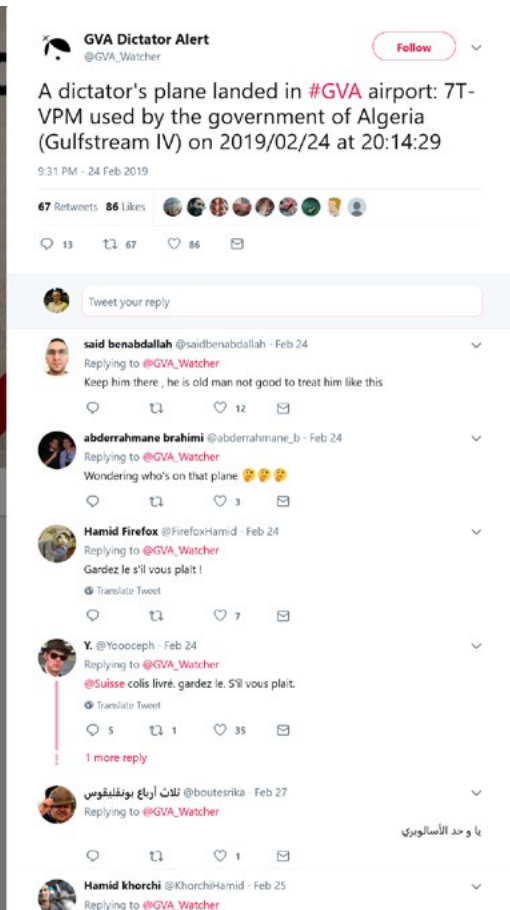 GVA Dictator Alert
@GVA_Watcher
Follow
A dictator's plane landed in #GVA airport: 7T-
VPM used by the government of Algeria
(Gulfstream IV) on 2019/02/24 at 20:14:29
9:31 PM - 24 Feb 2019
67 Retweets 86 Likes
13 67 86
Tweet your reply
said benabdallah @saidbenabdallah · Feb 24
Replying to @GVA_Watcher
Keep him there , he is old man not good to treat him like this
12
abderrahmane brahimi @abderrahmane_b · Feb 24
Replying to @GVA_Watcher
Wondering who's on that plane 🤔🤔🤔
3
Hamid Firefox @FirefoxHamid · Feb 24
Replying to @GVA_Watcher
Gardez le s'il vous plait !
Translate Tweet
7
Y. @Yoooceph · Feb 24
Replying to @GVA_Watcher
@Suisse colis livré. gardez le. S'il vous plait.
Translate Tweet
5 1 35
1 more reply
ثلاث أرباع بوتفليقوس @boutesrika · Feb 27
Replying to @GVA_Watcher
يا و حد الأسالوبري
1
Hamid khorchi @KhorchiHamid · Feb 25
Replying to @GVA_Watcher